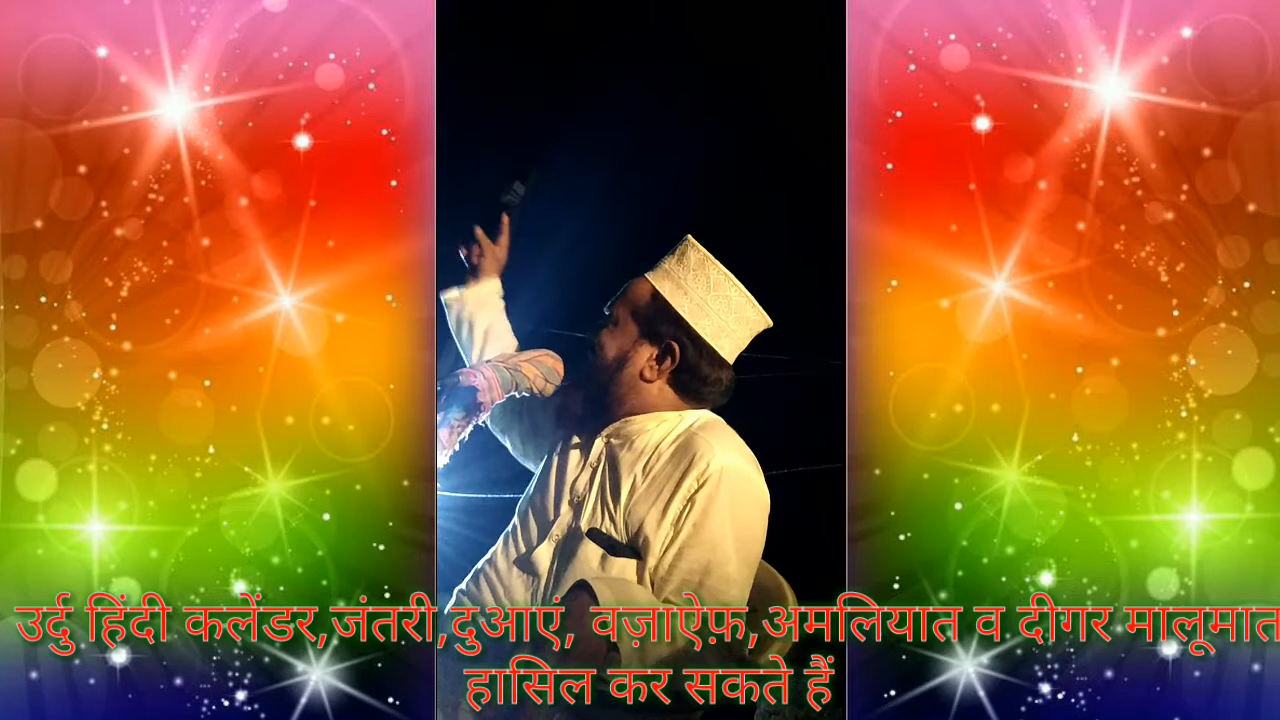 उर्दु हिंदी कलेंडर,जंतरी,दुआएं, वज़ाऐफ़,अमलियात व दीगर मालूमात
हासिल कर सकते हैं